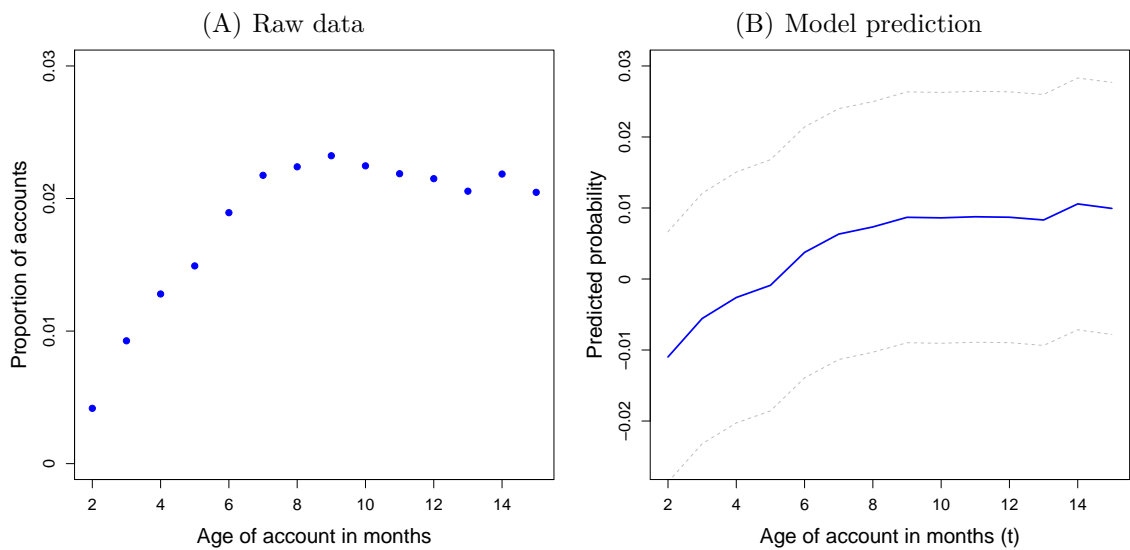 (A) Raw data
(B) Model prediction
0.03
0.02
0.01
0
Proportion of accounts
2 4 6 8 10 12 14
Age of account in months
0.03
0.02
0.01
0
−0.01
−0.02
Predicted probability
2 4 6 8 10 12 14
Age of account in months (t)